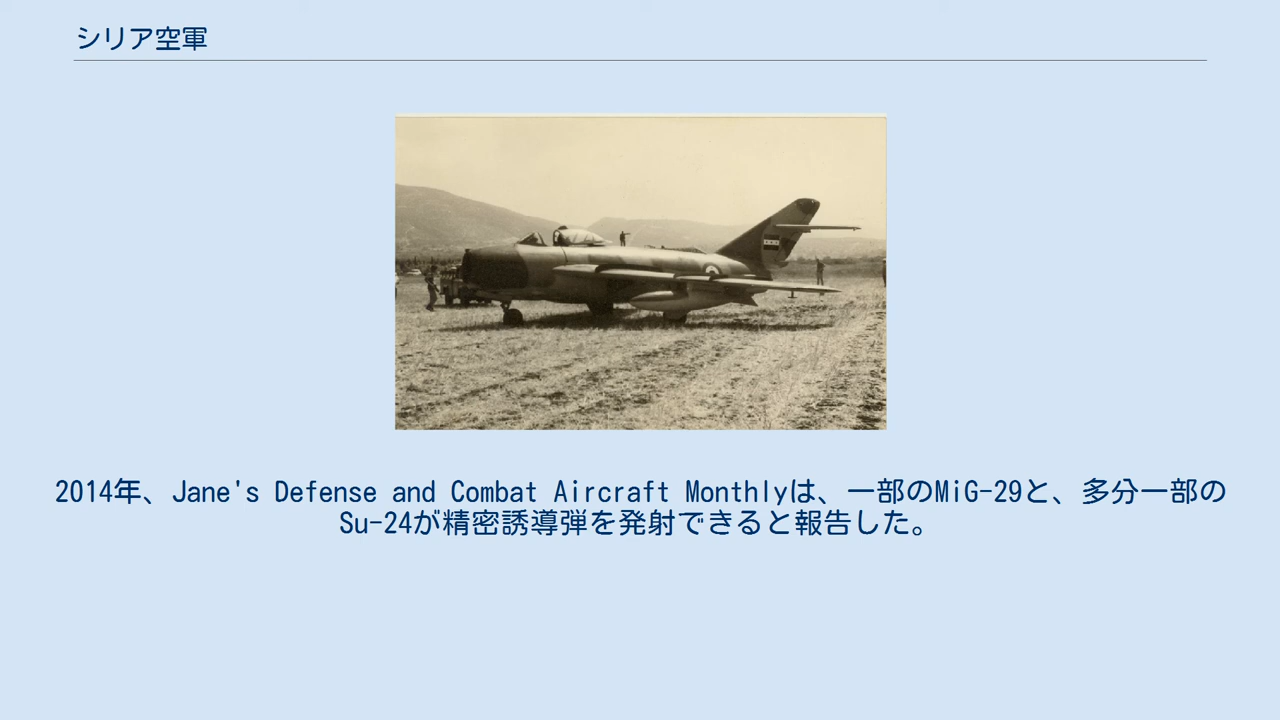 シリア空軍
2014年、Jane's Defense and Combat Aircraft Monthlyは、一部のMiG-29と、多分一部の
Su-24が精密誘導弾を発射できると報告した。